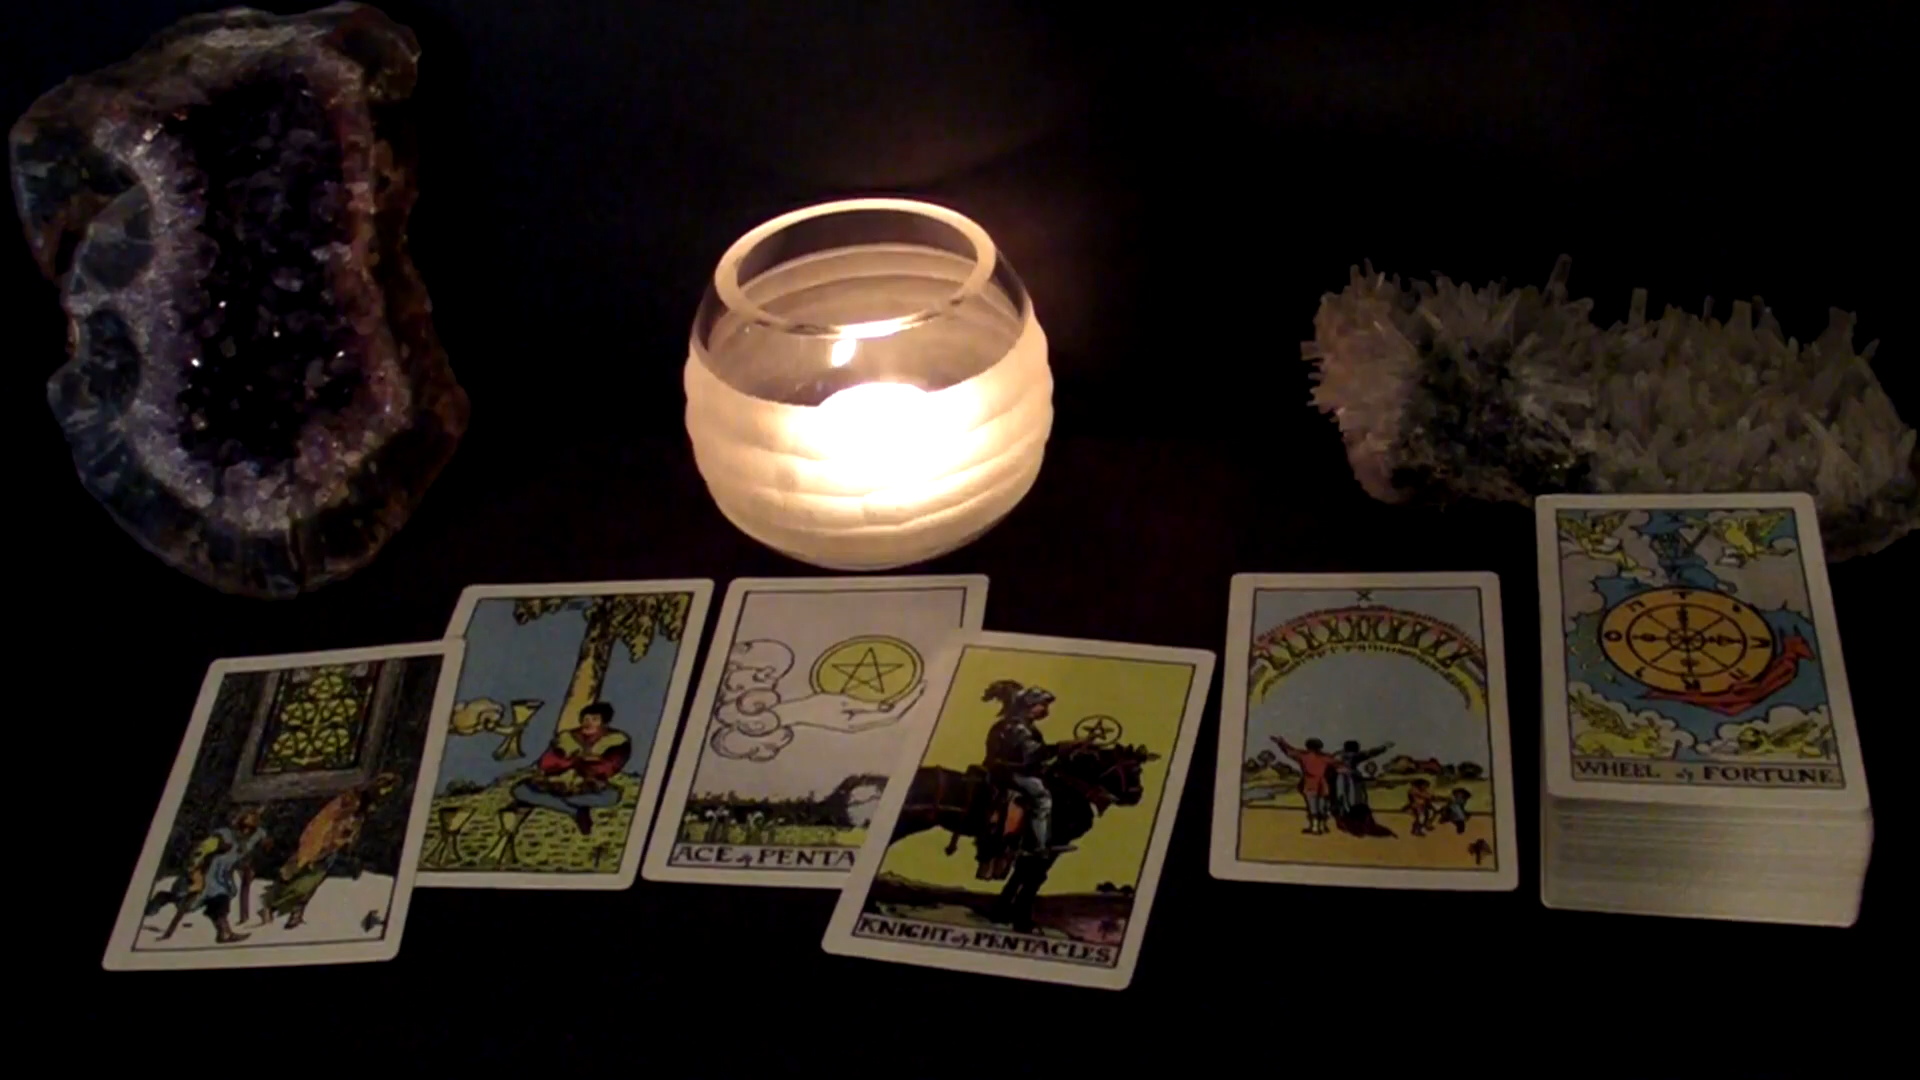 ACE of PENTA
KNIGHT of PENTACLES
X
WHEEL of FORTUNE